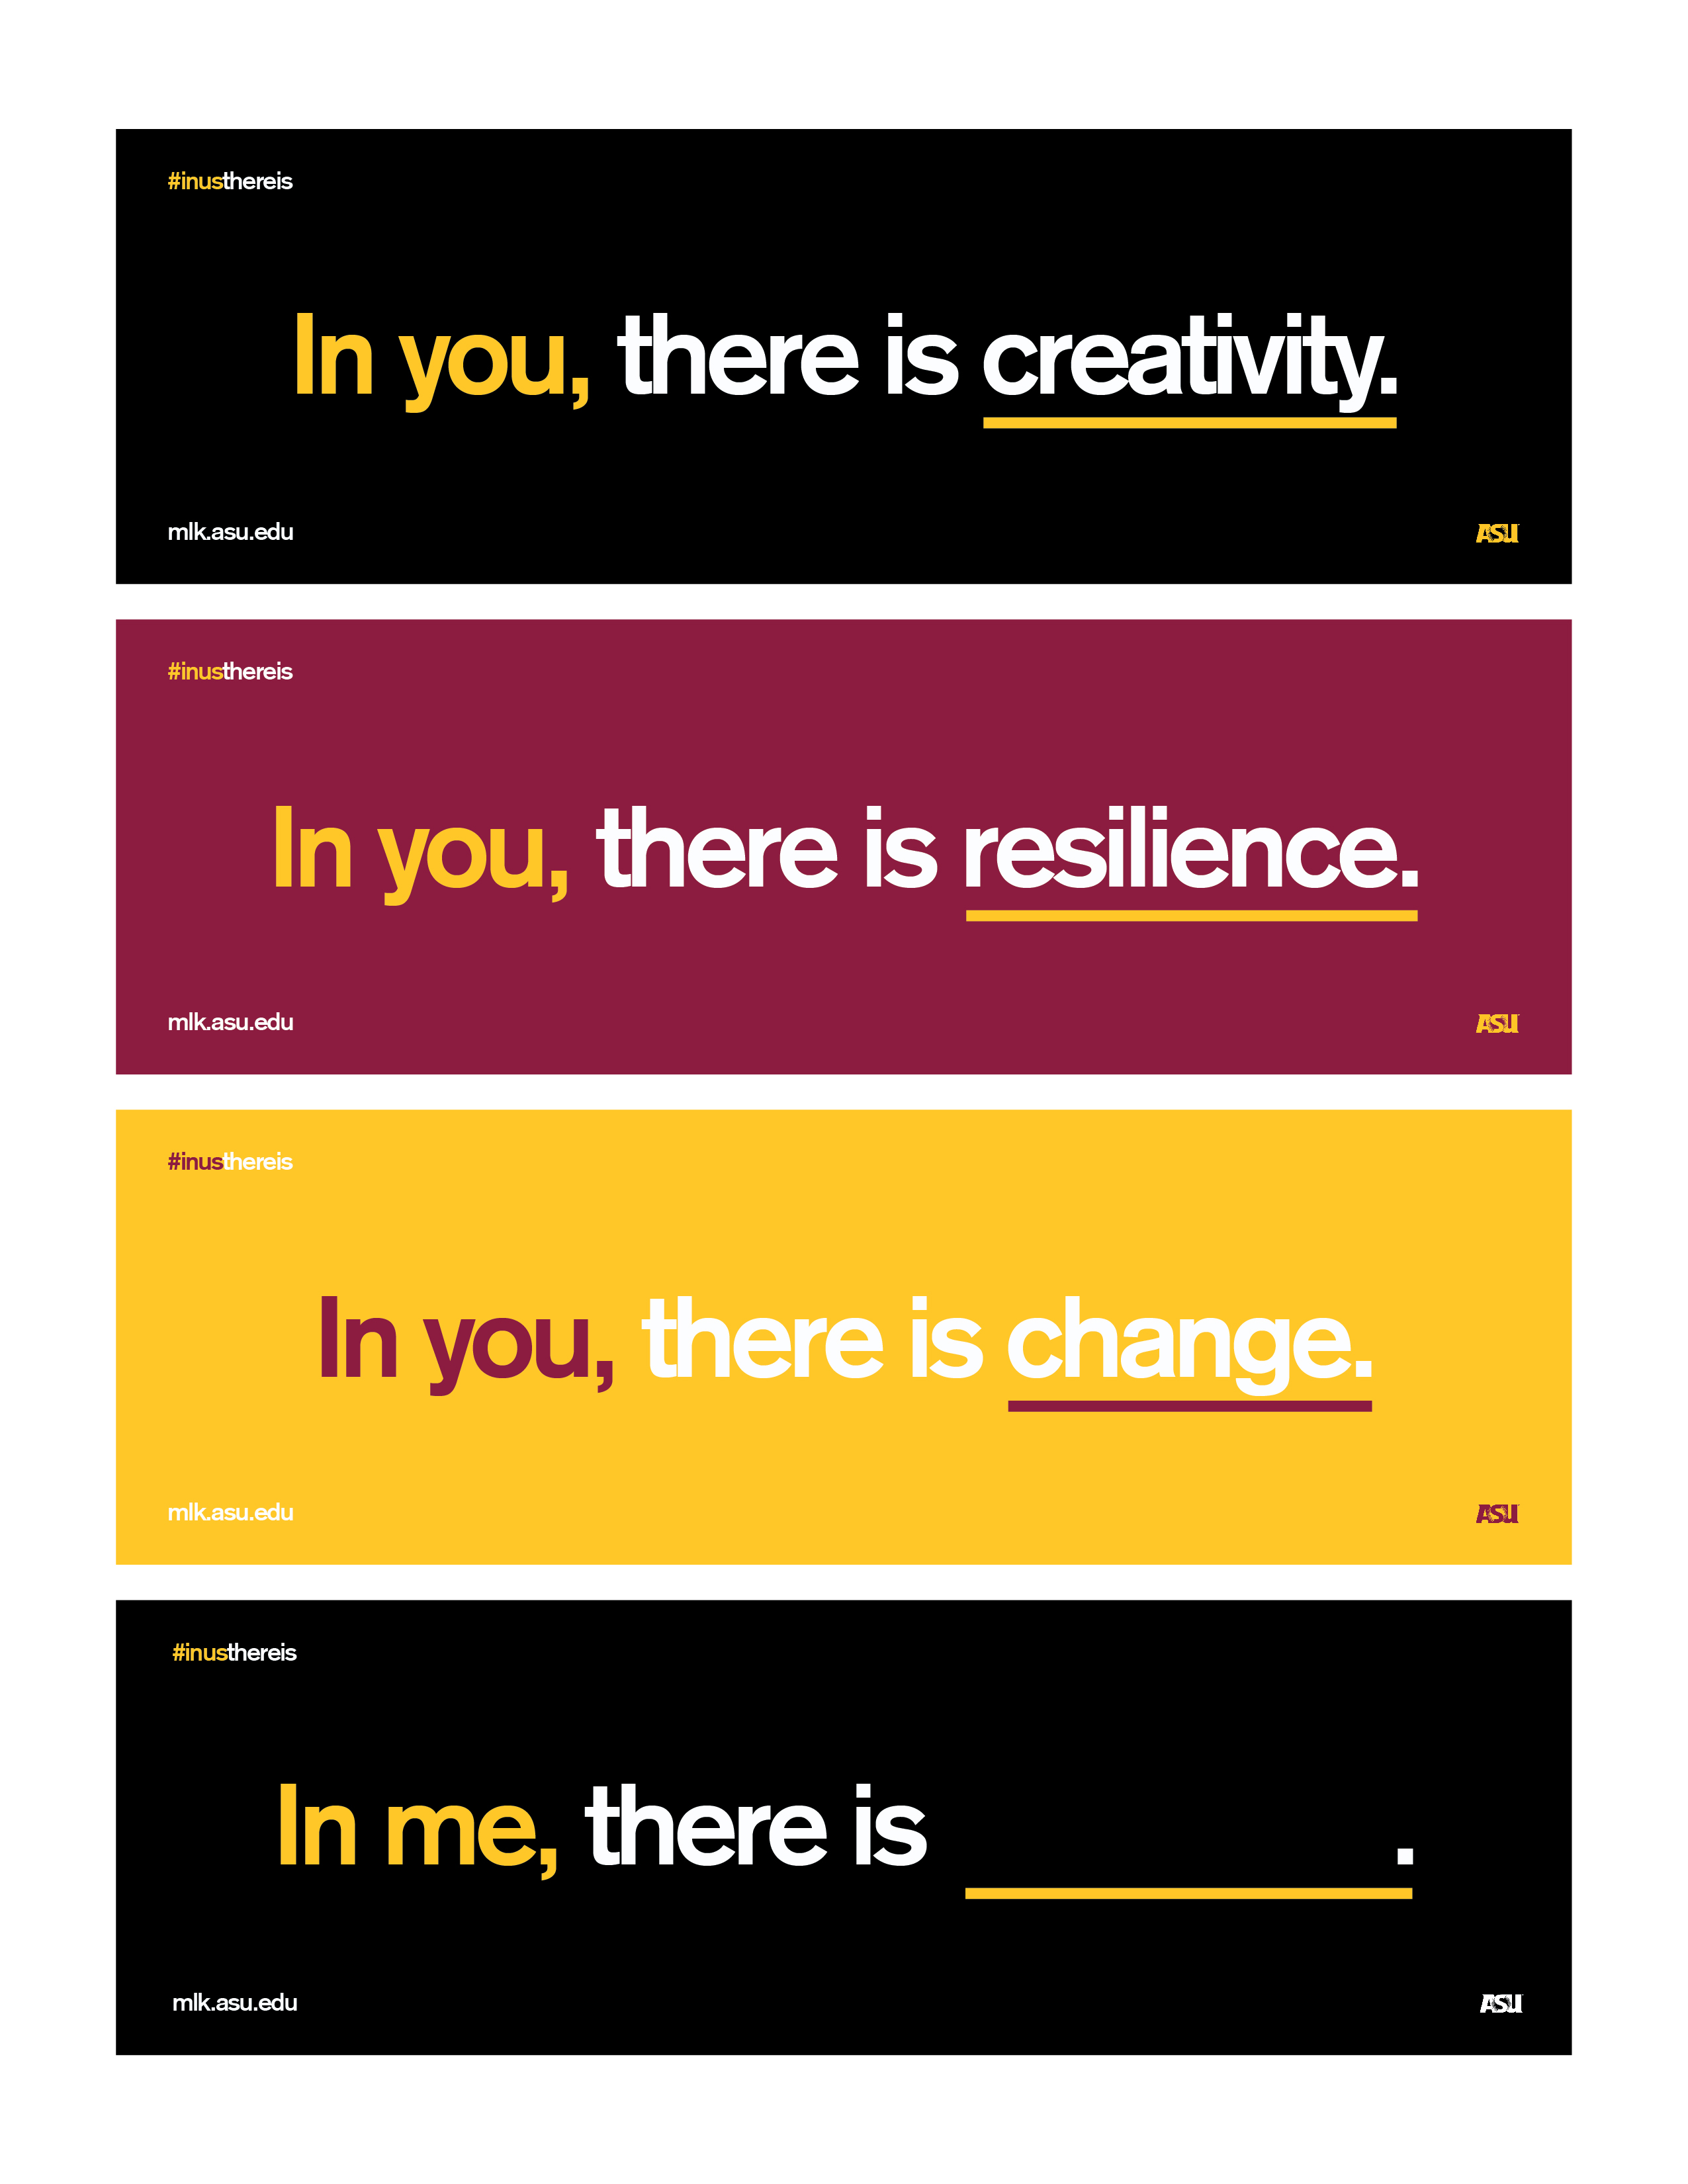 #inusthereis
In you, there is creativity.
mlk.asu.edu
ASU
#inusthereis
In you, there is resilience.
mlk.asu.edu
ASU
#inusthereis
In you, there is change.
mlk.asu.edu
ASU
#inusthereis
In me, there is .
mlk.asu.edu
ASU